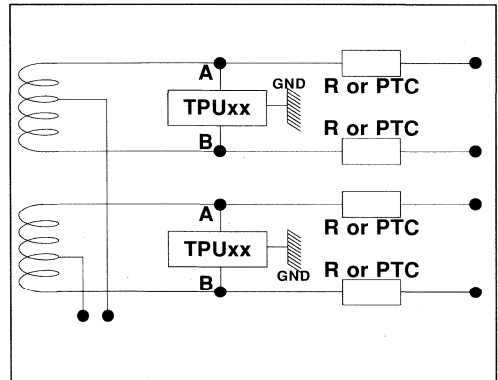 A
GND
R or PTC
TPUxx
R or PTC
B
A
R or PTC
TPUxx
R or PTC
GND
B